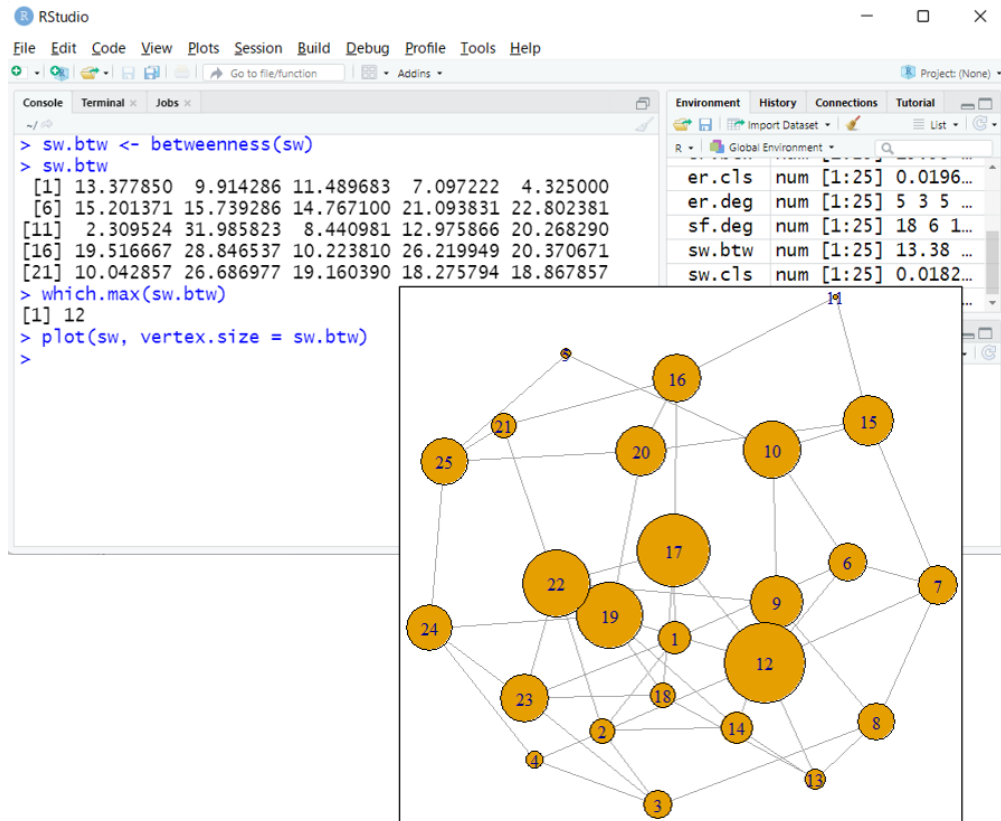 RStudio
File Edit Code View Plots Session Build Debug Profile Tools Help
Go to file/function Addins Project: (None)
Console Terminal Jobs
~/
> sw.btw <- betweenness(sw)
> sw.btw
[1] 13.377850 9.914286 11.489683 7.097222 4.325000
[6] 15.201371 15.739286 14.767100 21.093831 22.802381
[11] 2.309524 31.985823 8.440981 12.975866 20.268290
[16] 19.516667 28.846537 10.223810 26.219949 20.370671
[21] 10.042857 26.686977 19.160390 18.275794 18.867857
> which.max(sw.btw)
[1] 12
> plot(sw, vertex.size = sw.btw)
>
Environment History Connections Tutorial
Import Dataset List
R Global Environment
er.cls num [1:25] 0.0196…
er.deg num [1:25] 5 3 5 …
sf.deg num [1:25] 18 6 1…
sw.btw num [1:25] 13.38 …
sw.cls num [1:25] 0.0182…
11
5
16
21
15
20
10
25
17
6
22
7
9
19
24
1
12
18
23
8
2
14
4
13
3